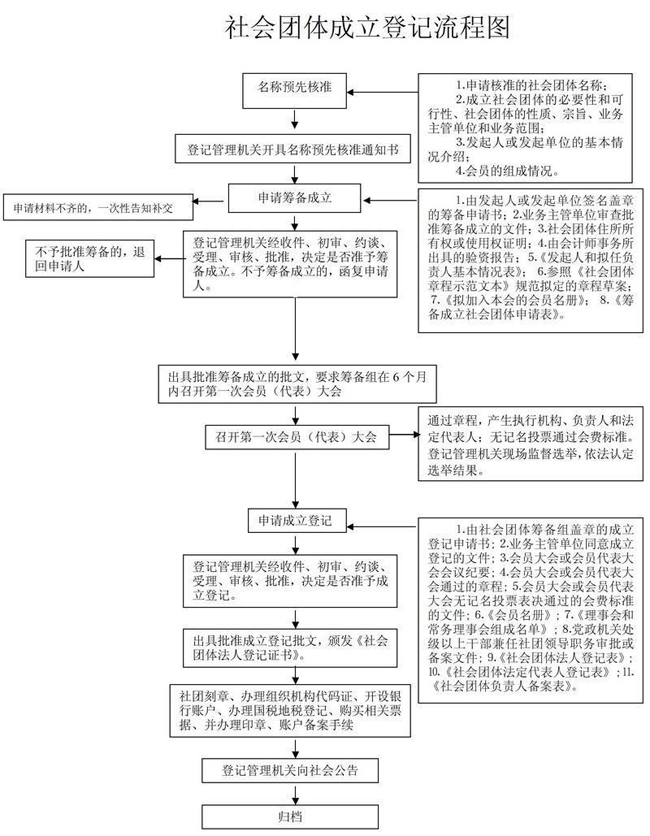 社会团体成立登记流程图
名称预先核准
1.申请核准的社会团体名称；
2.成立社会团体的必要性和可
行性、社会团体的性质、宗旨、业务
主管单位和业务范围；
3.发起人或发起单位的基本情
况介绍；
4.会员的组成情况。
登记管理机关开具名称预先核准通知书
申请筹备成立
申请材料不齐的，一次性告知补交
1.由发起人或发起单位签名盖章
的筹备申请书；2.业务主管单位审查批
准筹备成立的文件；3.社会团体住所所
有权或使用权证明；4.由会计师事务所
出具的验资报告；5.《发起人和拟任负
责人基本情况表》； 6.参照《社会团体
章程示范文本》规范拟定的章程草案；
7.《拟加入本会的会员名册》； 8.《筹
备成立社会团体申请表》。
不予批准筹备的，退
回申请人
登记管理机关经收件、初审、约谈、
受理、审核、批准，决定是否准予筹
备成立。不予筹备成立的，函复申请
人。
出具批准筹备成立的批文，要求筹备组在6个月
内召开第一次会员（代表）大会
召开第一次会员（代表）大会
通过章程，产生执行机构、负责人和法
定代表人；无记名投票通过会费标准。
登记管理机关现场监督选举，依法认定
选举结果。
申请成立登记
1.由社会团体筹备组盖章的成立
登记申请书；2.业务主管单位同意成立
登记的文件；3.会员大会或会员代表大
会会议纪要；4.会员大会或会员代表大
会通过的章程；5.会员大会或会员代表
大会无记名投票表决通过的会费标准
的文件；6.《会员名册》；7.《理事会和
常务理事会组成名单》；8.党政机关处
级以上干部兼任社团领导职务审批或
备案文件；9.《社会团体法人登记表》；
10.《社会团体法定代表人登记表》；11.
《社会团体负责人备案表》。
登记管理机关经收件、初审、约谈、
受理、审核、批准，决定是否准予成
立登记。
出具批准成立登记批文，颁发《社会
团体法人登记证书》。
社团刻章、办理组织机构代码证、开设银
行账户、办理国税地税登记、购买相关票
据、并办理印章、账户备案手续
登记管理机关向社会公告
归档